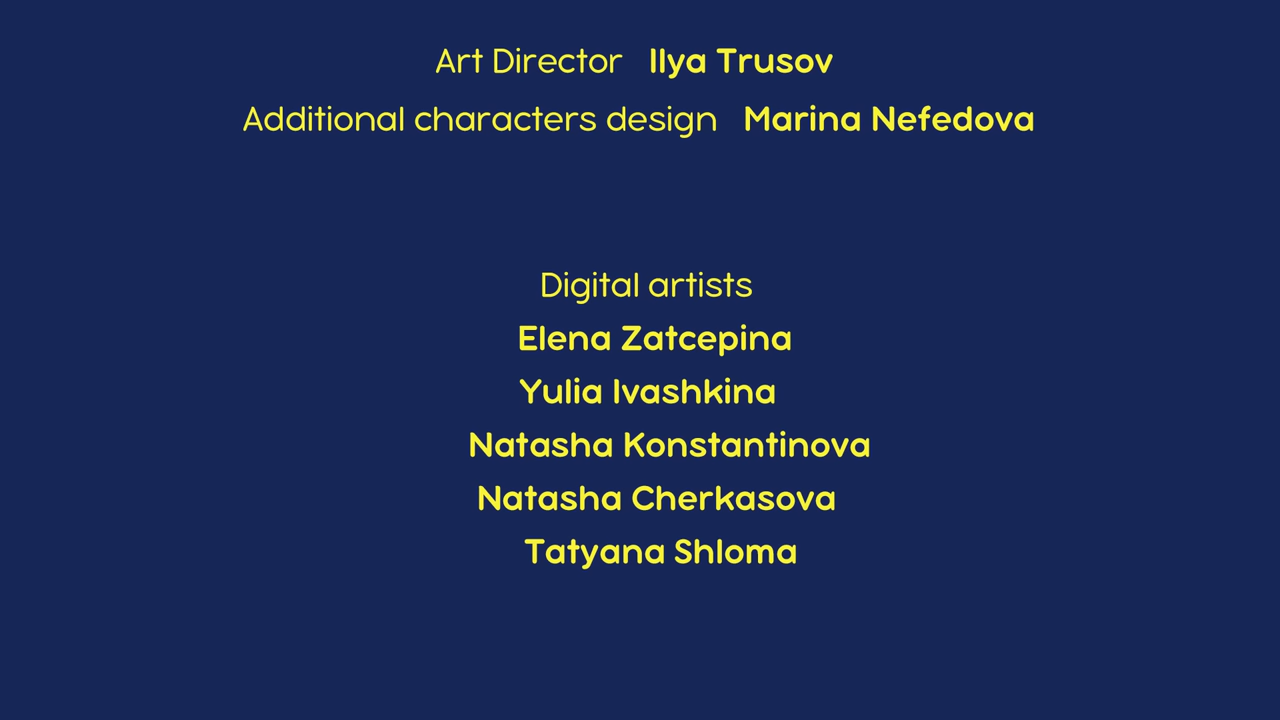 Art Director Ilya Trusov
Additional characters design Marina Nefedova
Digital artists
Elena Zatcepina
Yulia Ivashkina
Natasha Konstantinova
Natasha Cherkasova
Tatyana Shloma